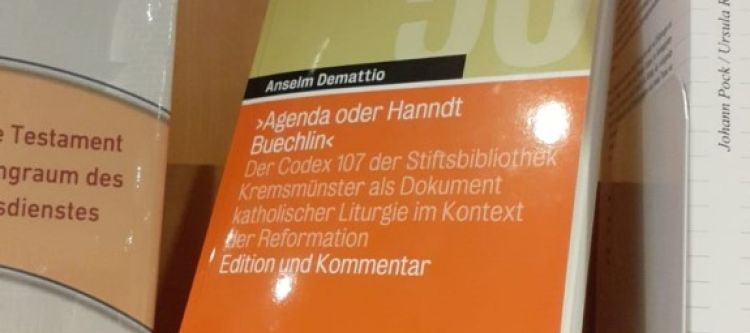 e Testament
ngraum des
sdienstes
50
Anselm Demattio
›Agenda oder Hanndt
Buechlin‹
Der Codex 107 der Stiftsbibliothek
Kremsmünster als Dokument
katholischer Liturgie im Kontext
der Reformation
Edition und Kommentar
Johann Pock / Ursula R